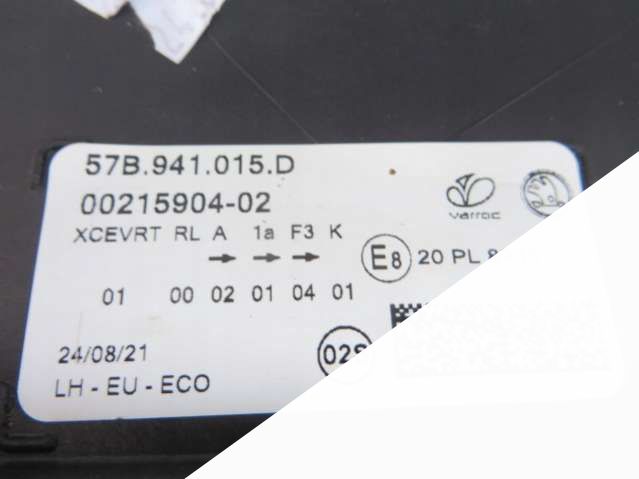 57B.941.015.D
00215904-02
varroc
XCEVRT RL A 1a F3 K
E8 20 PL
01 00 02 01 04 01
24/08/21
LH - EU - ECO